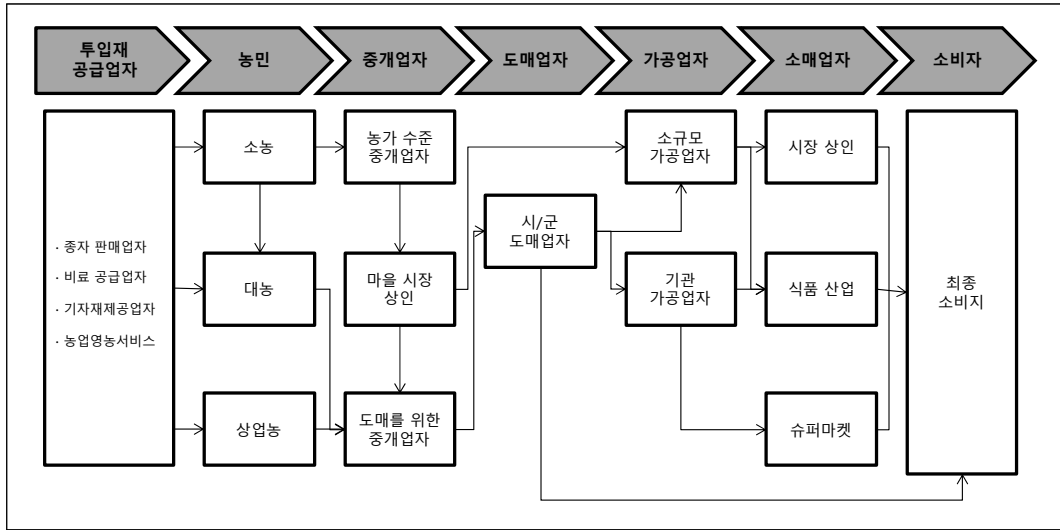 투입재
공급업자
농민
중개업자
도매업자
가공업자
소매업자
소비자
· 종자 판매업자
· 비료 공급업자
· 기자재제공업자
· 농업영농서비스
소농
대농
상업농
농가 수준
중개업자
마을 시장
상인
도매를 위한
중개업자
시/군
도매업자
소규모
가공업자
기관
가공업자
시장 상인
식품 산업
슈퍼마켓
최종
소비지